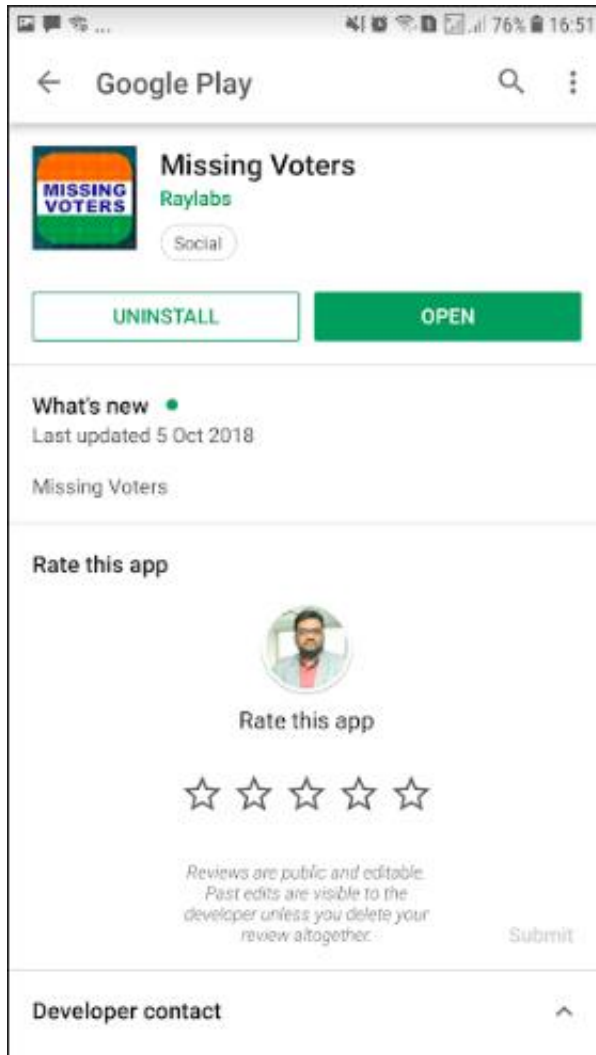 ... 76% 16:51
Google Play
MISSING
VOTERS
Missing Voters
Raylabs
Social
UNINSTALL
OPEN
What's new
Last updated 5 Oct 2018
Missing Voters
Rate this app
Rate this app
Reviews are public and editable.
Past edits are visible to the
developer unless you delete your
review altogether.
Submit
Developer contact